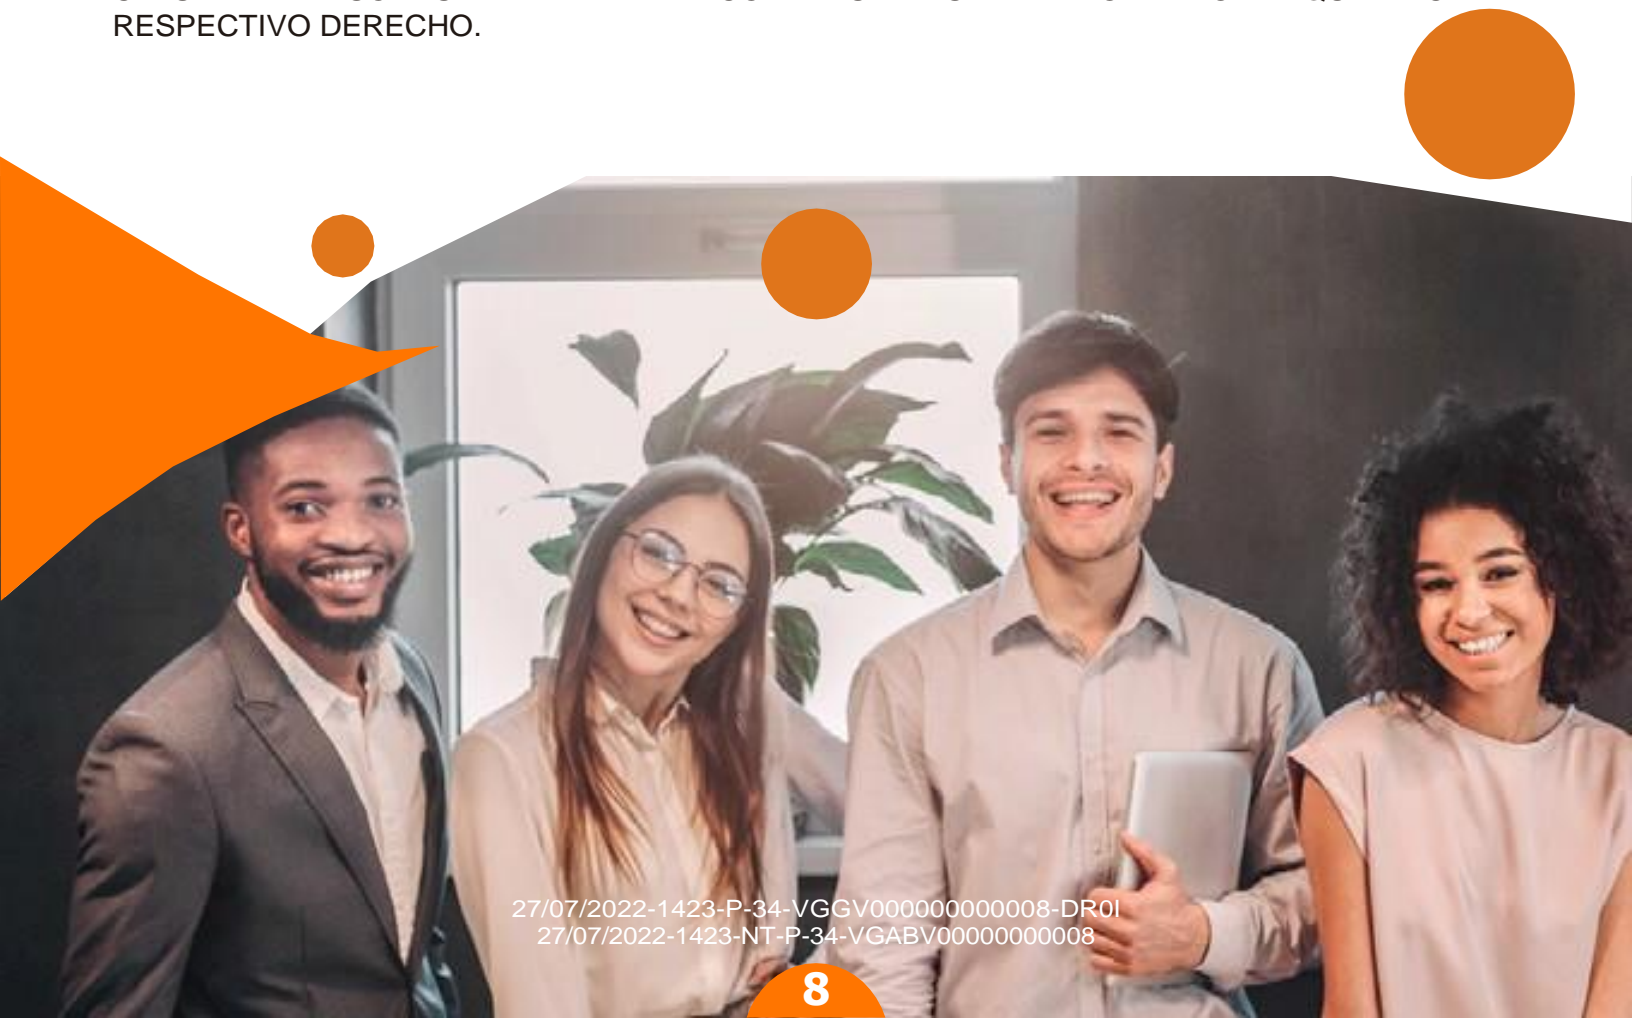 RESPECTIVO DERECHO.
27/07/2022-1423-P-34-VGGV000000000008-DR0I
27/07/2022-1423-NT-P-34-VGABV00000000008
8